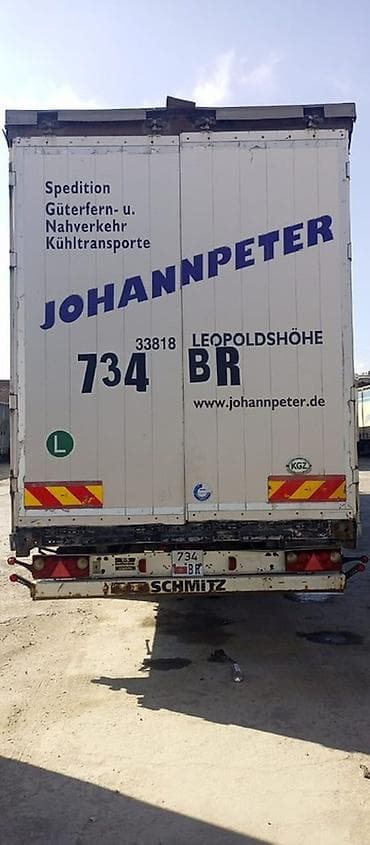 Spedition
Güterfern- u.
Nahverkehr
Kühltransporte
JOHANNPETER
33818 LEOPOLDSHÖHE
734 BR
www.johannpeter.de
L
KGZ
734
BR
SCHMITZ